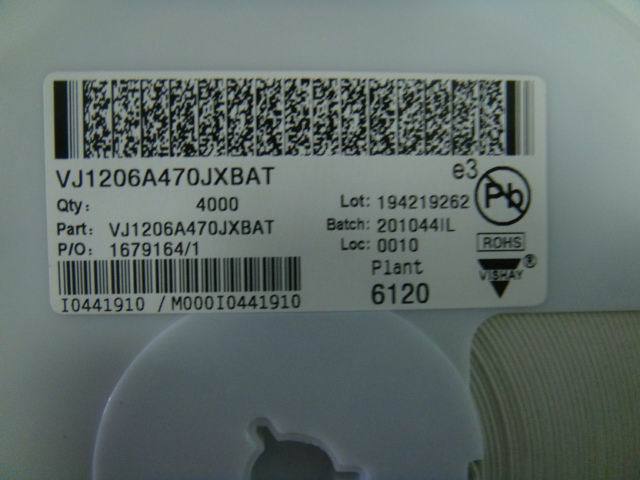 VJ1206A470JXBAT
e3
Qty: 4000
Lot: 194219262
Pb
Part: VJ1206A470JXBAT
Batch: 201044IL
P/O: 1679164/1
Loc: 0010
ROHS
Plant
VISHAY ®
6120
I0441910 / M000I0441910